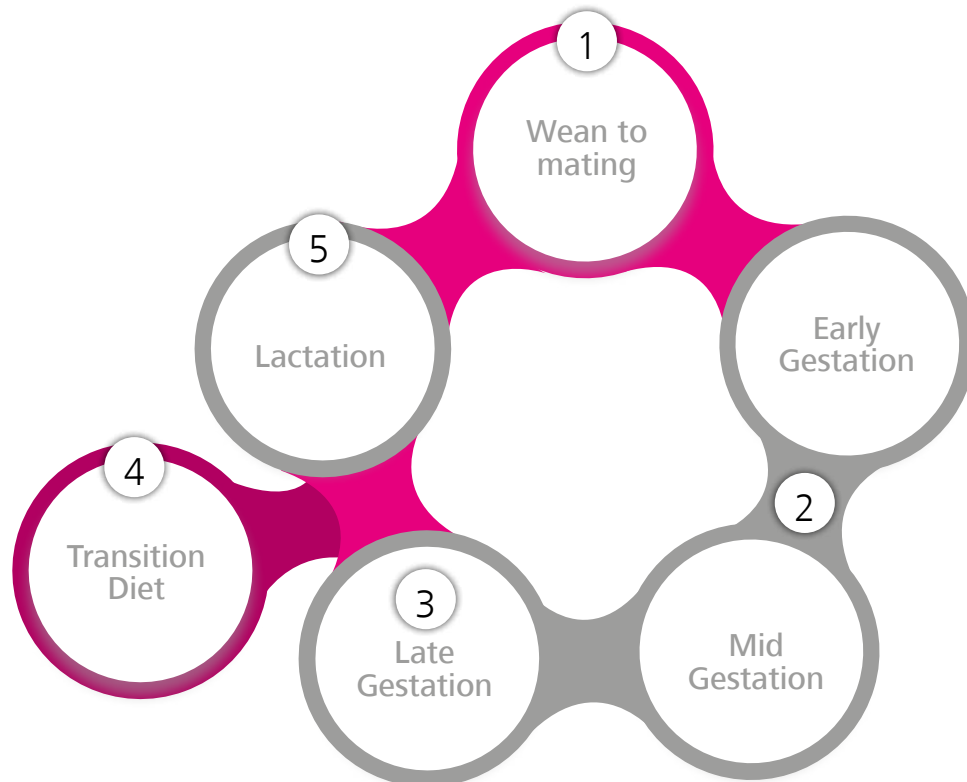 1
Wean to
mating
Early
Gestation
2
Mid
Gestation
3
Late
Gestation
4
Transition
Diet
5
Lactation